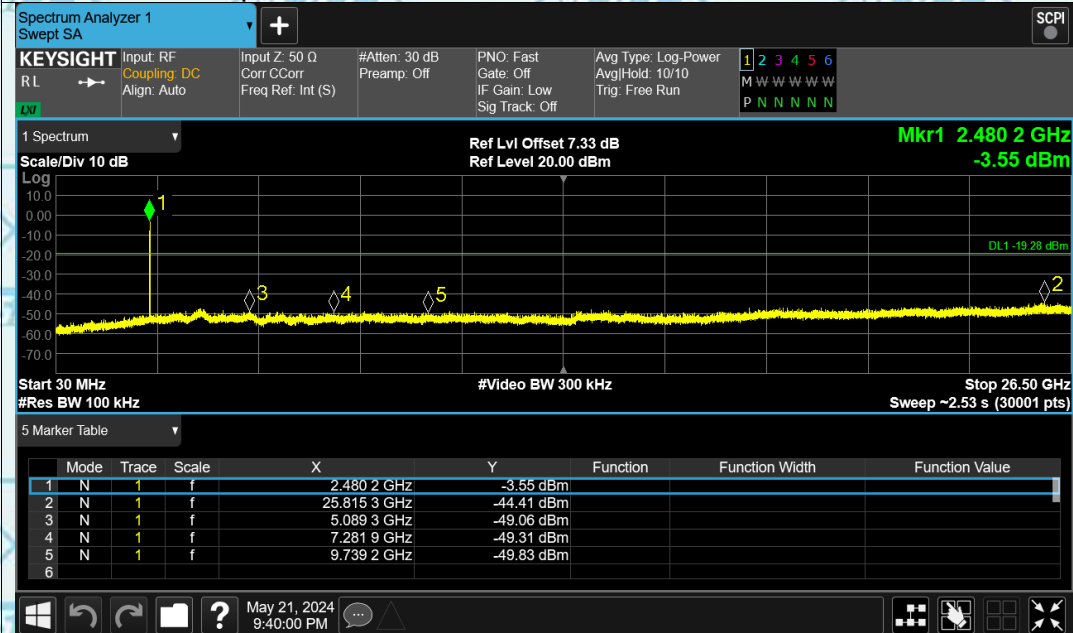 Spectrum Analyzer 1
Swept SA
+
SCPI
KEYSIGHT Input: RF Input Z: 50 Ω #Atten: 30 dB PNO: Fast Avg Type: Log-Power 1 2 3 4 5 6
R L Coupling: DC Corr CCorr Preamp: Off Gate: Off Avg|Hold: 10/10 M W W W W W
Align: Auto Freq Ref: Int (S) IF Gain: Low Trig: Free Run P N N N N N
LXI Sig Track: Off
1 Spectrum
Ref Lvl Offset 7.33 dB Mkr1 2.480 2 GHz
Scale/Div 10 dB Ref Level 20.00 dBm -3.55 dBm
Log
10.0
1
0.00
-10.0
DL1 -19.28 dBm
-20.0
-30.0
2
-40.0
3 4 5
-50.0
-60.0
-70.0
Start 30 MHz #Video BW 300 kHz Stop 26.50 GHz
#Res BW 100 kHz Sweep ~2.53 s (30001 pts)
5 Marker Table
Mode Trace Scale X Y Function Function Width Function Value
1 N 1 f 2.480 2 GHz -3.55 dBm
2 N 1 f 25.815 3 GHz -44.41 dBm
3 N 1 f 5.089 3 GHz -49.06 dBm
4 N 1 f 7.281 9 GHz -49.31 dBm
5 N 1 f 9.739 2 GHz -49.83 dBm
6
?
May 21, 2024
9:40:00 PM